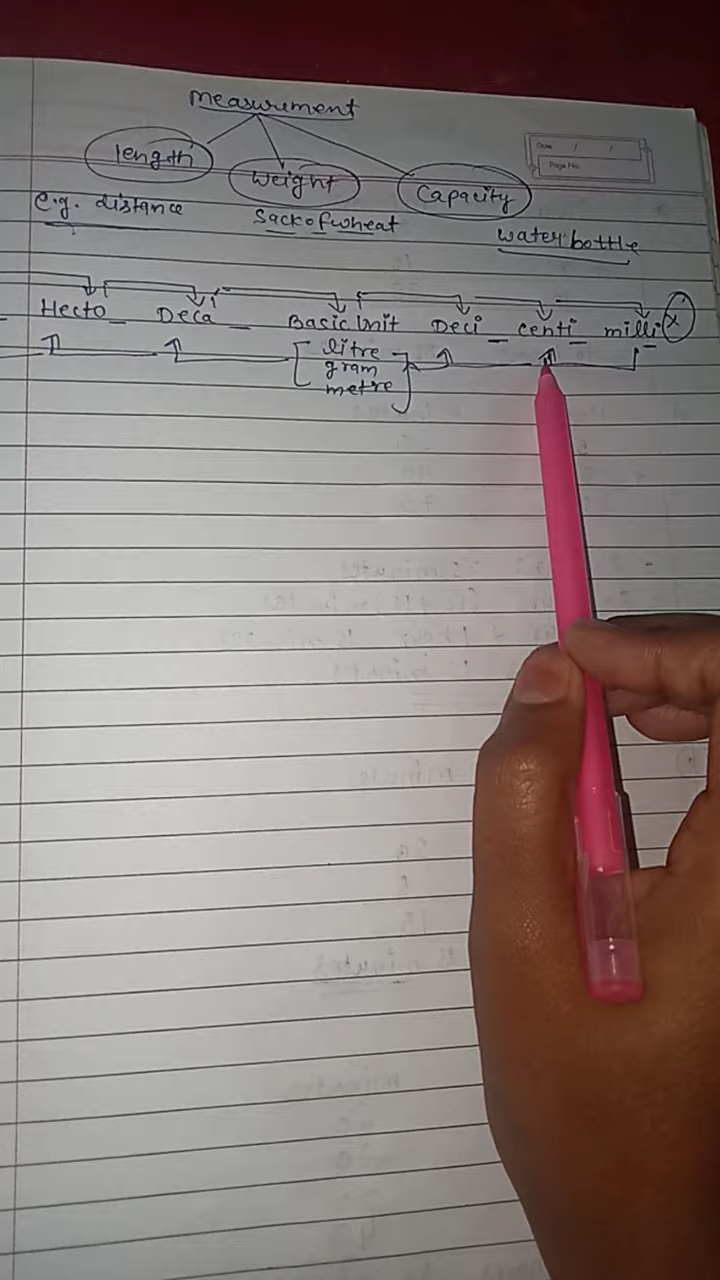 measurement
length
weight
capacity
Date / /
Page No.
e.g. distance
Sack of wheat
water bottle
Hecto _ Deca _ Basic Unit Deci _ centi _ milli _ ×
litre
gram
metre